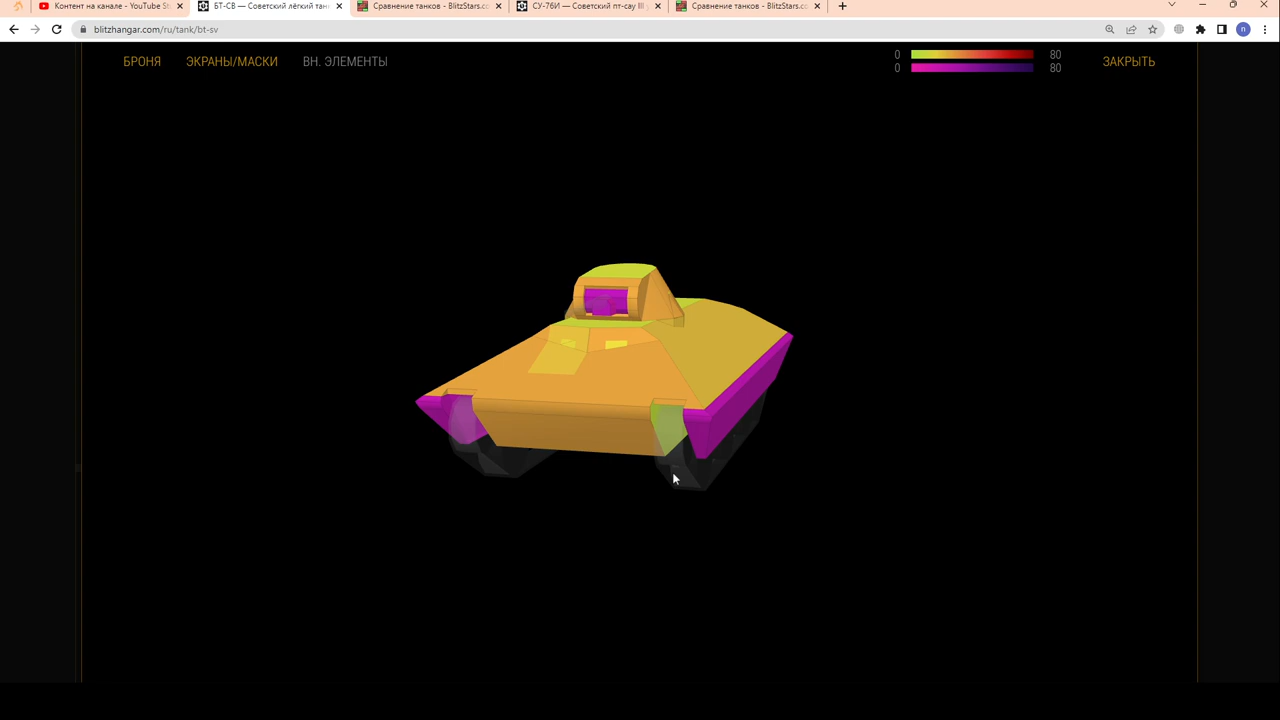 Контент на канале - YouTube St
БТ-СВ — Советский лёгкий тан
Сравнение танков - BlitzStars.co
СУ-76И — Советский пт-сау III у
Сравнение танков - BlitzStars.co
blitzhangar.com/ru/tank/bt-sv
n
БРОНЯ ЭКРАНЫ/МАСКИ ВН. ЭЛЕМЕНТЫ
0 80
0 80
ЗАКРЫТЬ